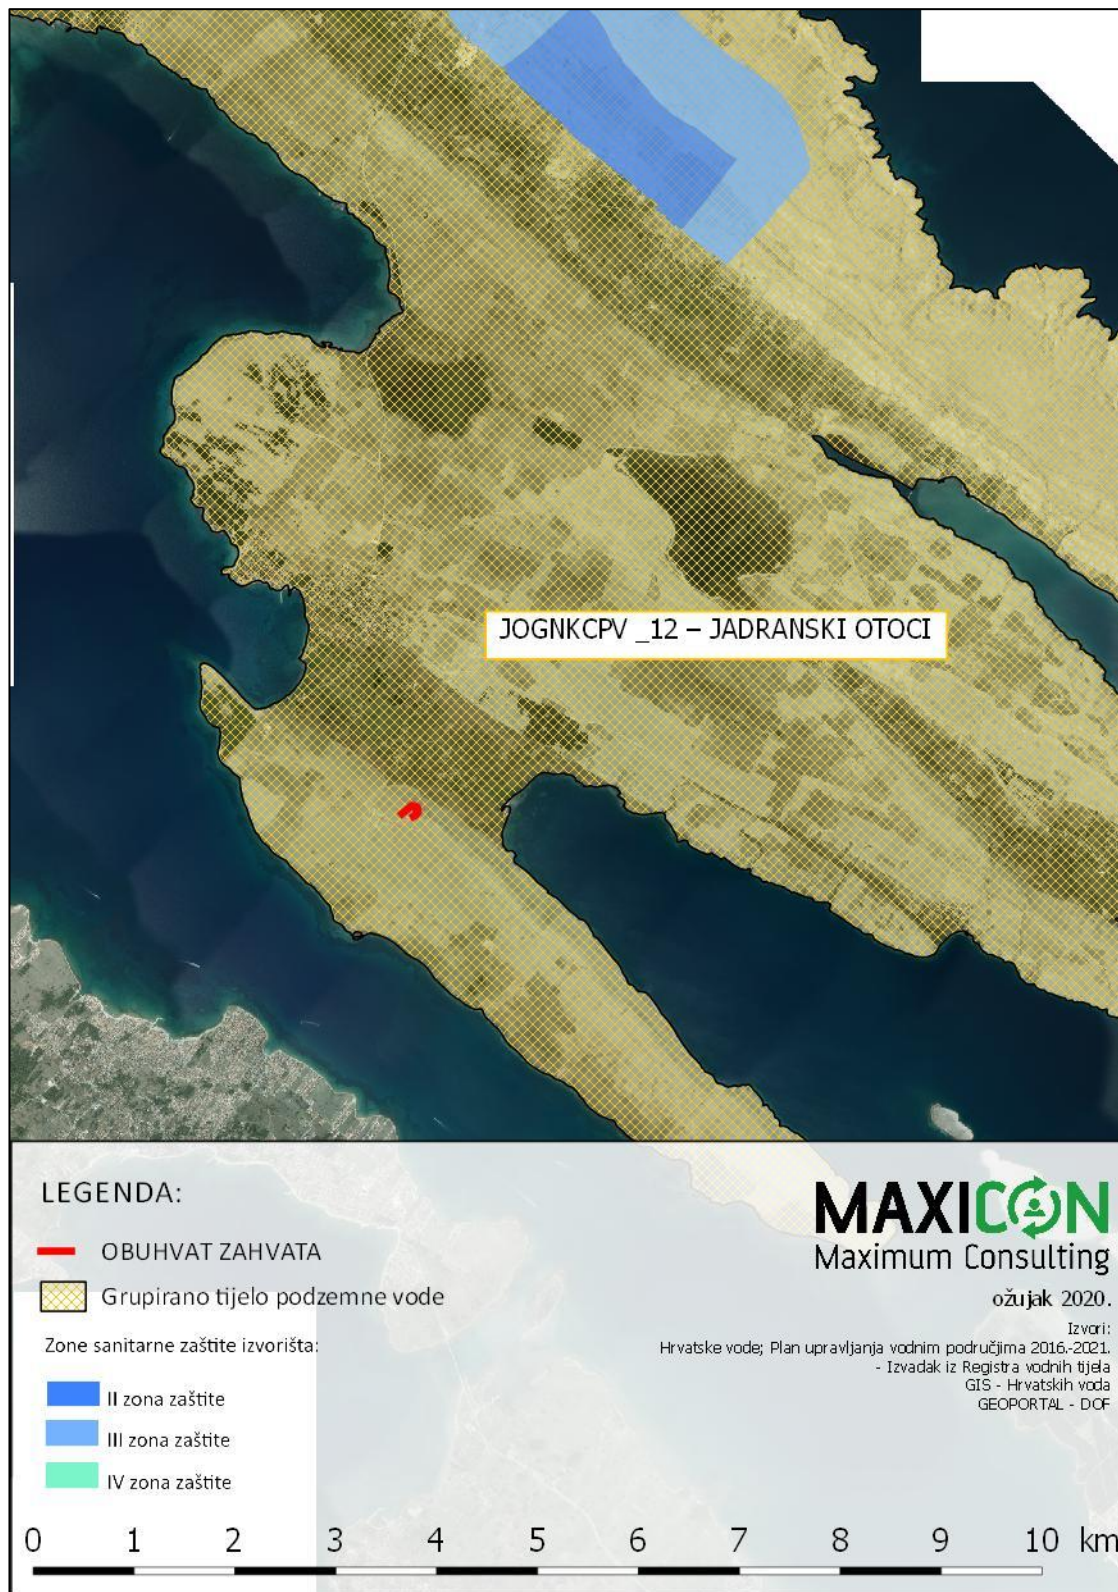 JOGNKCPV _12 – JADRANSKI OTOCI
LEGENDA:
OBUHVAT ZAHVATA
Grupirano tijelo podzemne vode
Zone sanitarne zaštite izvorišta:
II zona zaštite
III zona zaštite
IV zona zaštite
MAXICON
Maximum Consulting
ožujak 2020.
Izvori:
Hrvatske vode; Plan upravljanja vodnim područjima 2016.-2021.
- Izvadak iz Registra vodnih tijela
GIS - Hrvatskih voda
GEOPORTAL - DOF
0 1 2 3 4 5 6 7 8 9 10 km